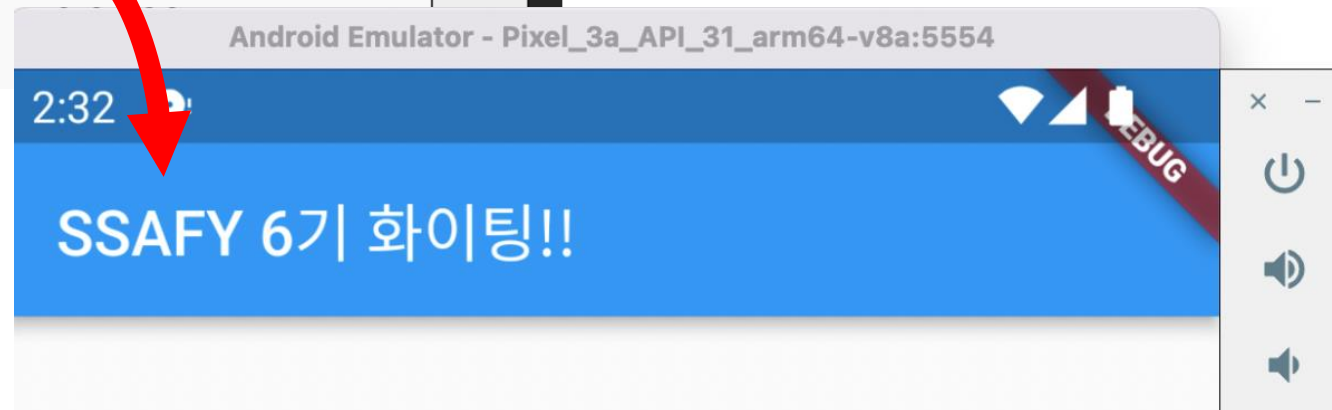 Android Emulator - Pixel_3a_API_31_arm64-v8a:5554
2:32
DEBUG
SSAFY 6기 화이팅!!